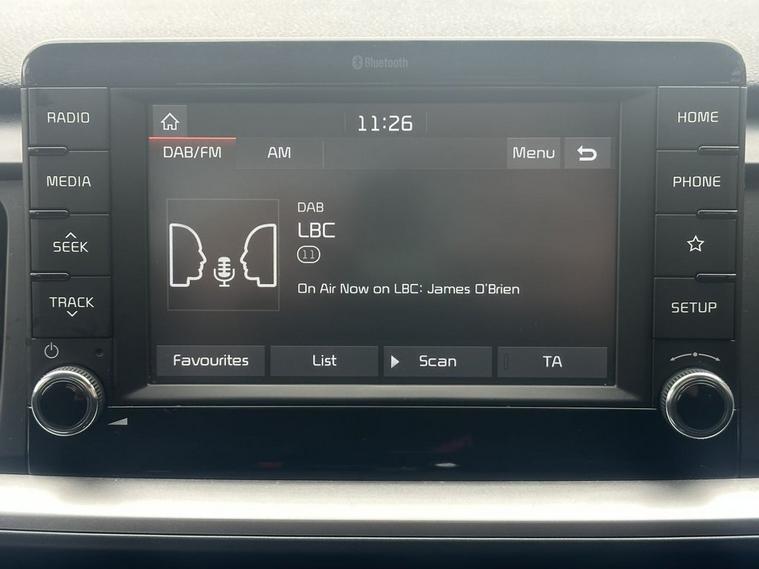 Bluetooth
RADIO
MEDIA
SEEK
TRACK
11:26
DAB/FM
AM
Menu
DAB
LBC
11
On Air Now on LBC: James O'Brien
Favourites
List
Scan
TA
HOME
PHONE
SETUP